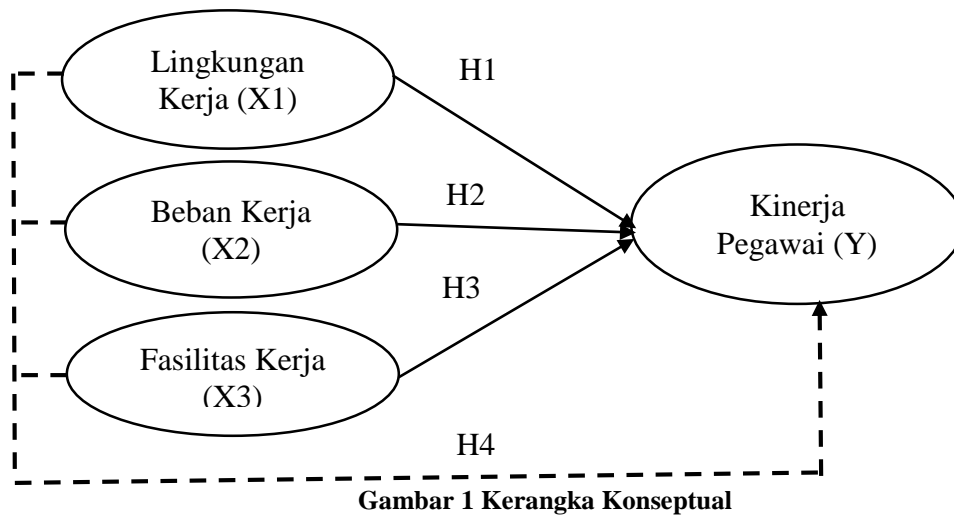 Lingkungan
Kerja (X1)
H1
Beban Kerja
(X2)
H2
Kinerja
Pegawai (Y)
H3
Fasilitas Kerja
(X3)
H4
Gambar 1 Kerangka Konseptual